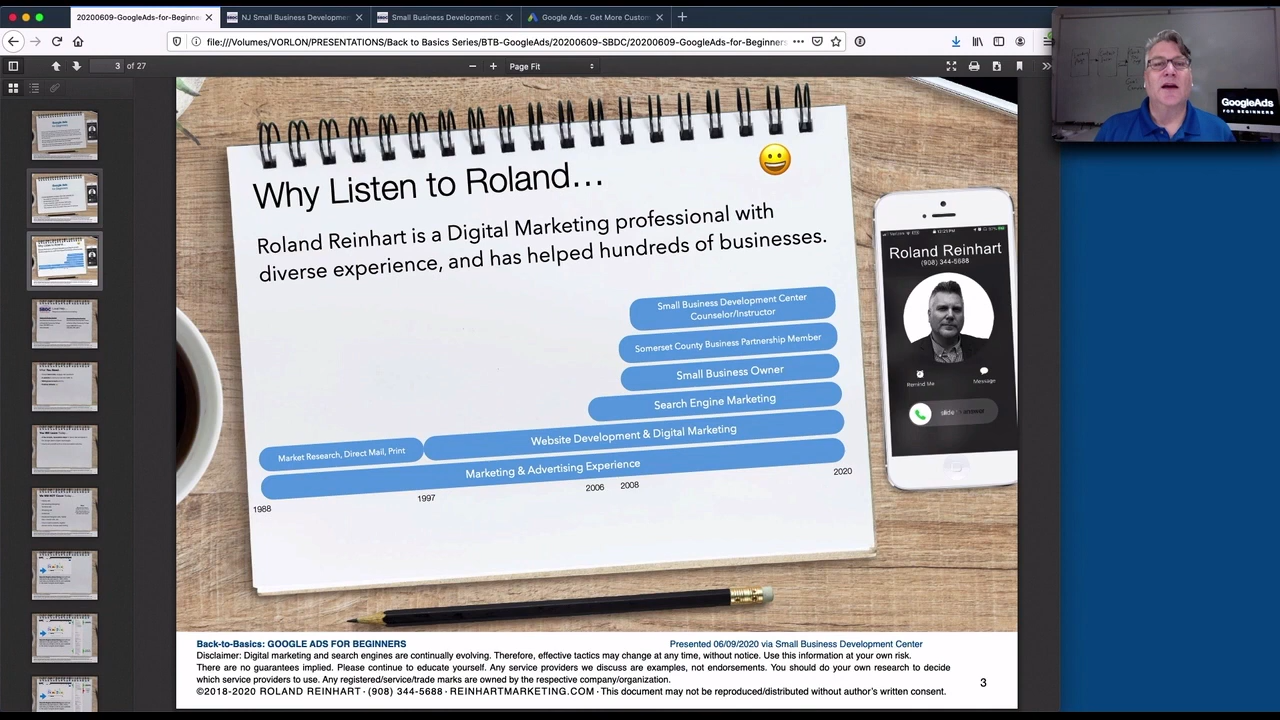 20200609-GoogleAds-for-Beginne
NJ Small Business Developmen
Small Business Development C
Google Ads - Get More Custom
file:///Volumes/VORLON/PRESENTATIONS/Back to Basics Series/BTB-GoogleAds/20200609-SBDC/20200609-GoogleAds-for-Beginners
3 of 27
Page Fit
GoogleAds
FOR BEGINNERS
Why Listen to Roland...
Roland Reinhart is a Digital Marketing professional with
diverse experience, and has helped hundreds of businesses.
Small Business Development Center
Counselor/Instructor
Somerset County Business Partnership Member
Small Business Owner
Search Engine Marketing
Website Development & Digital Marketing
Market Research, Direct Mail, Print
Marketing & Advertising Experience
1988
1997
2006
2008
2020
Roland Reinhart
(908) 344-5688
Remind Me
Message
slide to answer
Back-to-Basics: GOOGLE ADS FOR BEGINNERS
Presented 06/09/2020 via Small Business Development Center
Disclaimer: Digital marketing and search engines are continually evolving. Therefore, effective tactics may change at any time, without notice. Use this information at your own risk.
There are no guarantees implied. Please continue to educate yourself. Any service providers we discuss are examples, not endorsements. You should do your own research to decide
which service providers to use. Any registered/service/trade marks are owned by the respective company/organization.
©2018-2020 ROLAND REINHART · (908) 344-5688 · REINHARTMARKETING.COM · This document may not be reproduced/distributed without author's written consent.
3